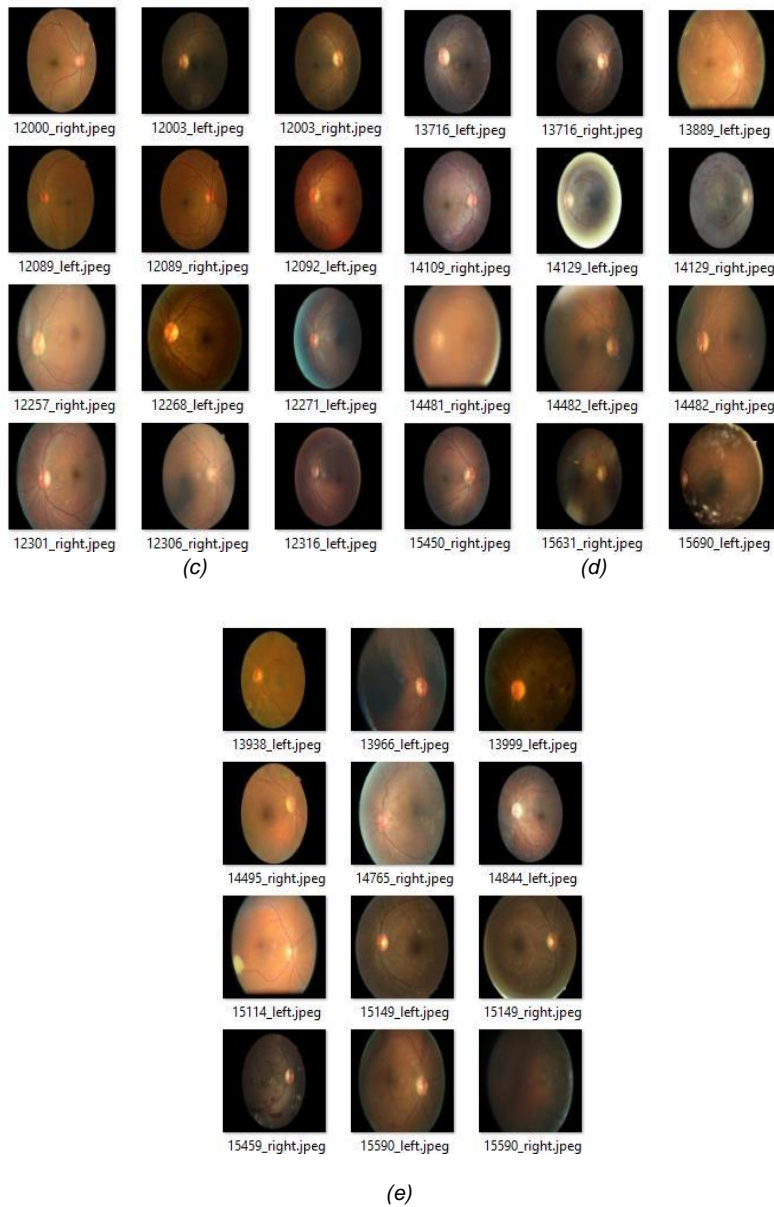 12000_right.jpeg 12003_left.jpeg 12003_right.jpeg 13716_left.jpeg 13716_right.jpeg 13889_left.jpeg
12089_left.jpeg 12089_right.jpeg 12092_left.jpeg 14109_right.jpeg 14129_left.jpeg 14129_right.jpeg
12257_right.jpeg 12268_left.jpeg 12271_left.jpeg 14481_right.jpeg 14482_left.jpeg 14482_right.jpeg
12301_right.jpeg 12306_right.jpeg 12316_left.jpeg 15450_right.jpeg 15631_right.jpeg 15690_left.jpeg
(c) (d)
13938_left.jpeg 13966_left.jpeg 13999_left.jpeg
14495_right.jpeg 14765_right.jpeg 14844_left.jpeg
15114_left.jpeg 15149_left.jpeg 15149_right.jpeg
15459_right.jpeg 15590_left.jpeg 15590_right.jpeg
(e)